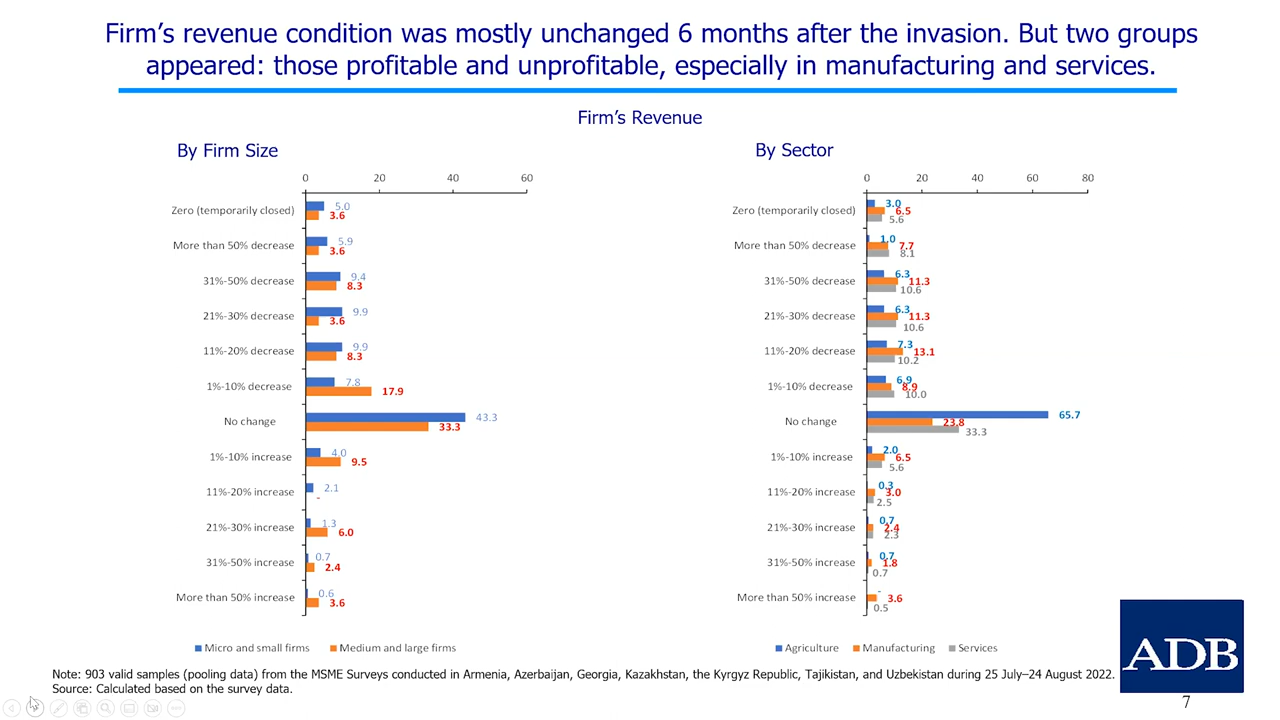 Firm’s revenue condition was mostly unchanged 6 months after the invasion. But two groups
appeared: those profitable and unprofitable, especially in manufacturing and services.
Firm’s Revenue
By Firm Size
0 20 40 60
Zero (temporarily closed) 5.0 3.6
More than 50% decrease 5.9 3.6
31%-50% decrease 9.4 8.3
21%-30% decrease 9.9 3.6
11%-20% decrease 9.9 8.3
1%-10% decrease 7.8 17.9
No change 43.3 33.3
1%-10% increase 4.0 9.5
11%-20% increase 2.1 -
21%-30% increase 1.3 6.0
31%-50% increase 0.7 2.4
More than 50% increase 0.6 3.6
Micro and small firms Medium and large firms
By Sector
0 20 40 60 80
Zero (temporarily closed) 3.0 6.5 5.6
More than 50% decrease 1.0 7.7 8.1
31%-50% decrease 6.3 11.3 10.6
21%-30% decrease 6.3 11.3 10.6
11%-20% decrease 7.3 13.1 10.2
1%-10% decrease 6.9 8.9 10.0
No change 65.7 23.8 33.3
1%-10% increase 2.0 6.5 5.6
11%-20% increase 0.3 3.0 2.5
21%-30% increase 0.7 2.4 2.3
31%-50% increase 0.7 1.8 0.7
More than 50% increase - 3.6 0.5
Agriculture Manufacturing Services
ADB
Note: 903 valid samples (pooling data) from the MSME Surveys conducted in Armenia, Azerbaijan, Georgia, Kazakhstan, the Kyrgyz Republic, Tajikistan, and Uzbekistan during 25 July–24 August 2022.
Source: Calculated based on the survey data.
7